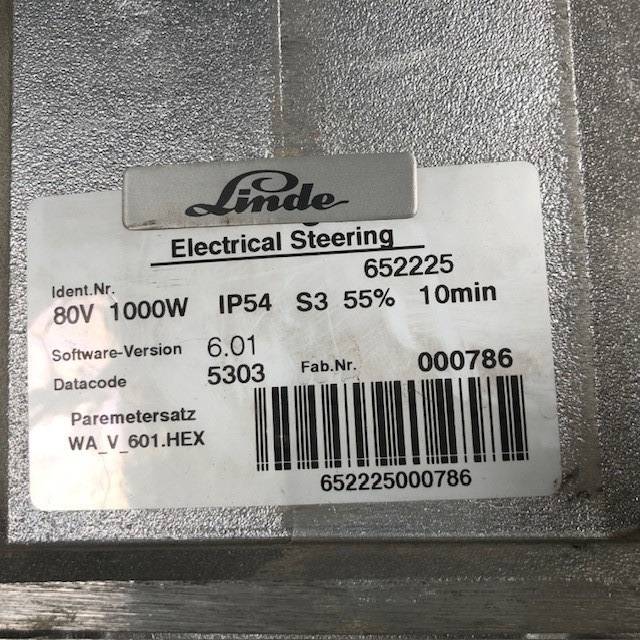 Linde
Electrical Steering
Ident.Nr. 652225
80V 1000W IP54 S3 55% 10min
Software-Version 6.01
Datacode 5303 Fab.Nr. 000786
Paremetersatz
WA_V_601.HEX
652225000786